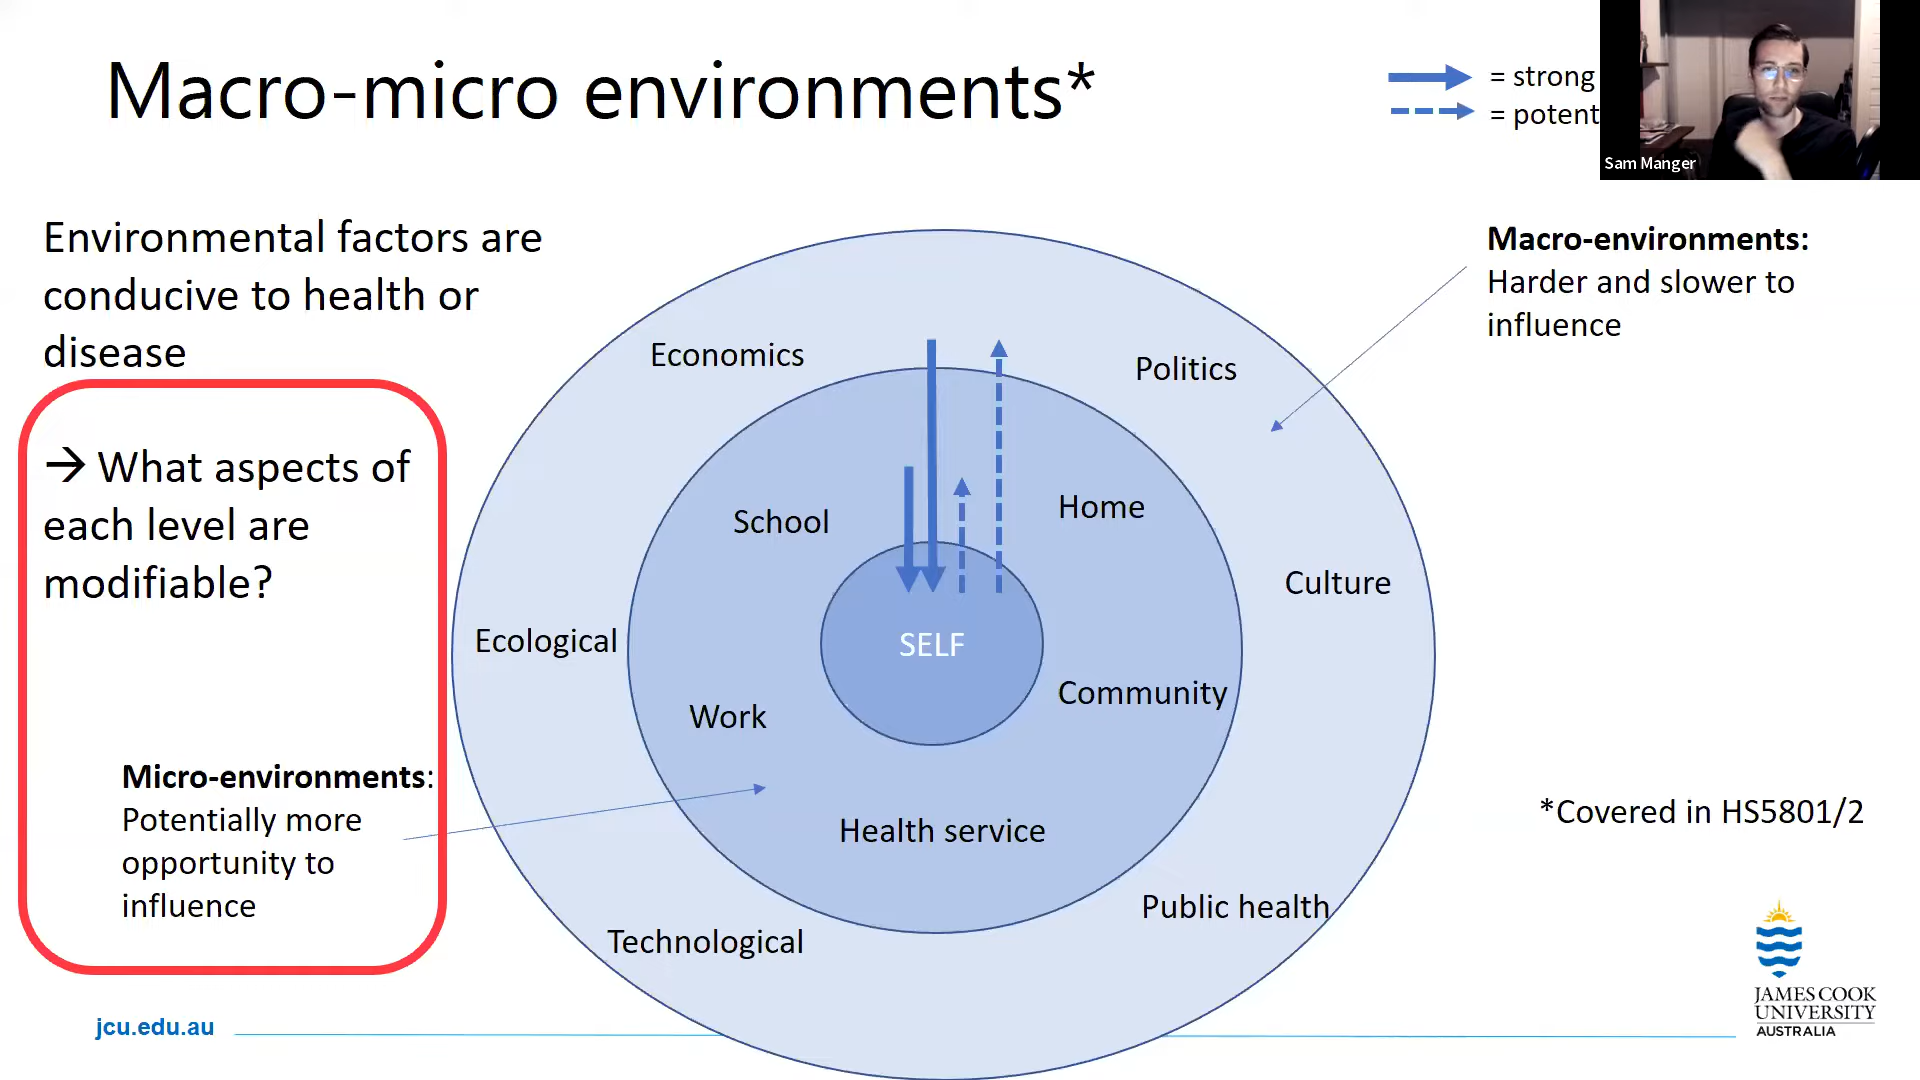 Macro-micro environments*
= strong
= potent
Sam Manger
Environmental factors are
conducive to health or
disease
→ What aspects of
each level are
modifiable?
Micro-environments:
Potentially more
opportunity to
influence
Macro-environments:
Harder and slower to
influence
Economics
Politics
School
Home
Culture
Ecological
SELF
Community
Work
Health service
Public health
Technological
*Covered in HS5801/2
jcu.edu.au
JAMES COOK
UNIVERSITY
AUSTRALIA